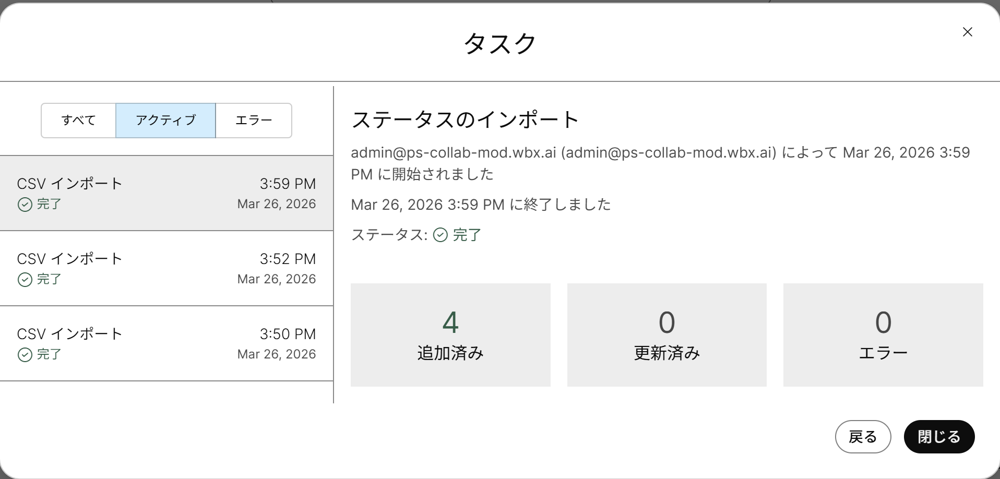 タスク
すべて
アクティブ
エラー
CSV インポート
3:59 PM
完了
Mar 26, 2026
CSV インポート
3:52 PM
完了
Mar 26, 2026
CSV インポート
3:50 PM
完了
Mar 26, 2026
ステータスのインポート
admin@ps-collab-mod.wbx.ai (admin@ps-collab-mod.wbx.ai) によって Mar 26, 2026 3:59
PM に開始されました
Mar 26, 2026 3:59 PM に終了しました
ステータス: 完了
4
追加済み
0
更新済み
0
エラー
戻る
閉じる